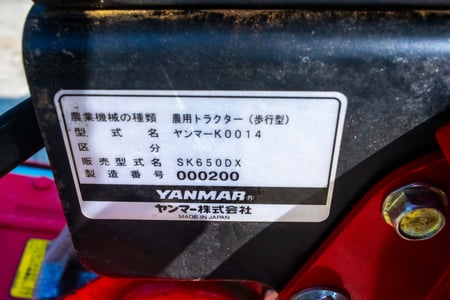 農業機械の種類 農用トラクター（歩行型）
型式名 ヤンマーK0014
区分
販売型式名 SK650DX
製造番号 000200
YANMAR®
ヤンマー株式会社
MADE IN JAPAN